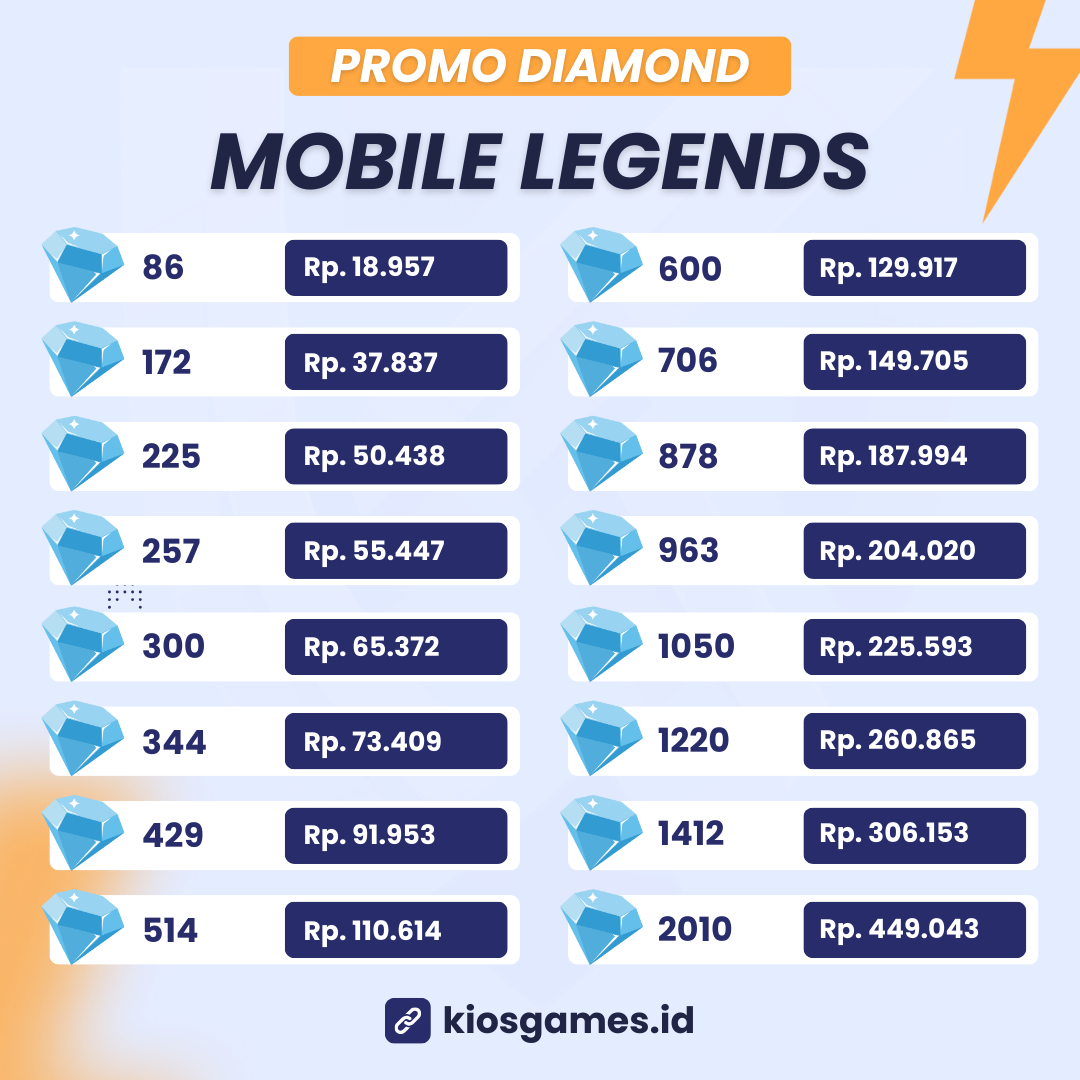 PROMO DIAMOND
MOBILE LEGENDS
86 Rp. 18.957
172 Rp. 37.837
225 Rp. 50.438
257 Rp. 55.447
300 Rp. 65.372
344 Rp. 73.409
429 Rp. 91.953
514 Rp. 110.614
600 Rp. 129.917
706 Rp. 149.705
878 Rp. 187.994
963 Rp. 204.020
1050 Rp. 225.593
1220 Rp. 260.865
1412 Rp. 306.153
2010 Rp. 449.043
kiosgames.id